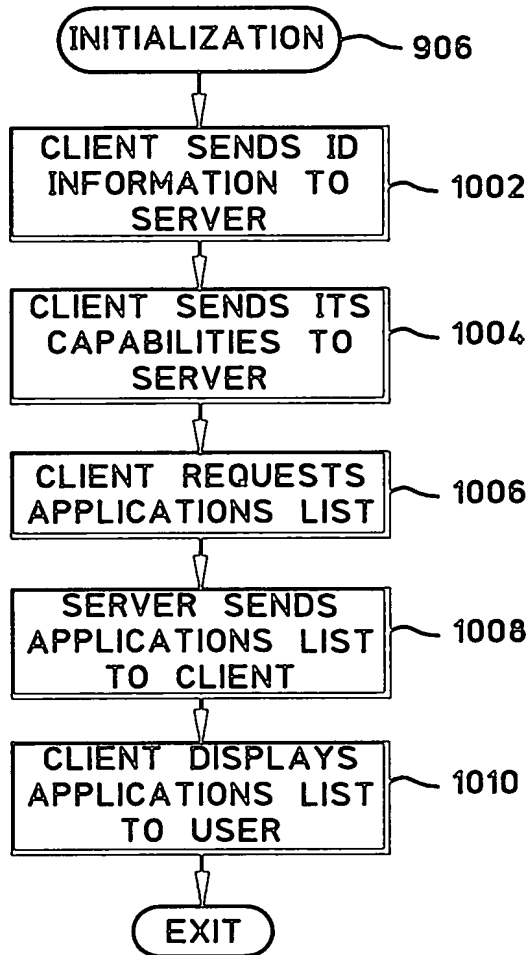 INITIALIZATION
906
CLIENT SENDS ID
INFORMATION TO
SERVER
1002
CLIENT SENDS ITS
CAPABILITIES TO
SERVER
1004
CLIENT REQUESTS
APPLICATIONS LIST
1006
SERVER SENDS
APPLICATIONS LIST
TO CLIENT
1008
CLIENT DISPLAYS
APPLICATIONS LIST
TO USER
1010
EXIT